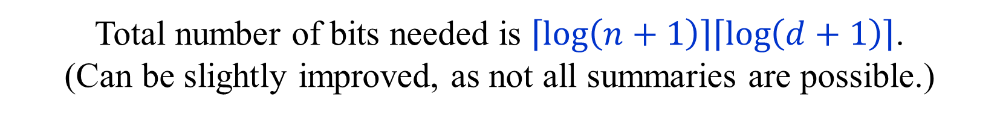 Total number of bits needed is ⌈log(𝑛 + 1)⌉⌈log(𝑑 + 1)⌉.
(Can be slightly improved, as not all summaries are possible.)